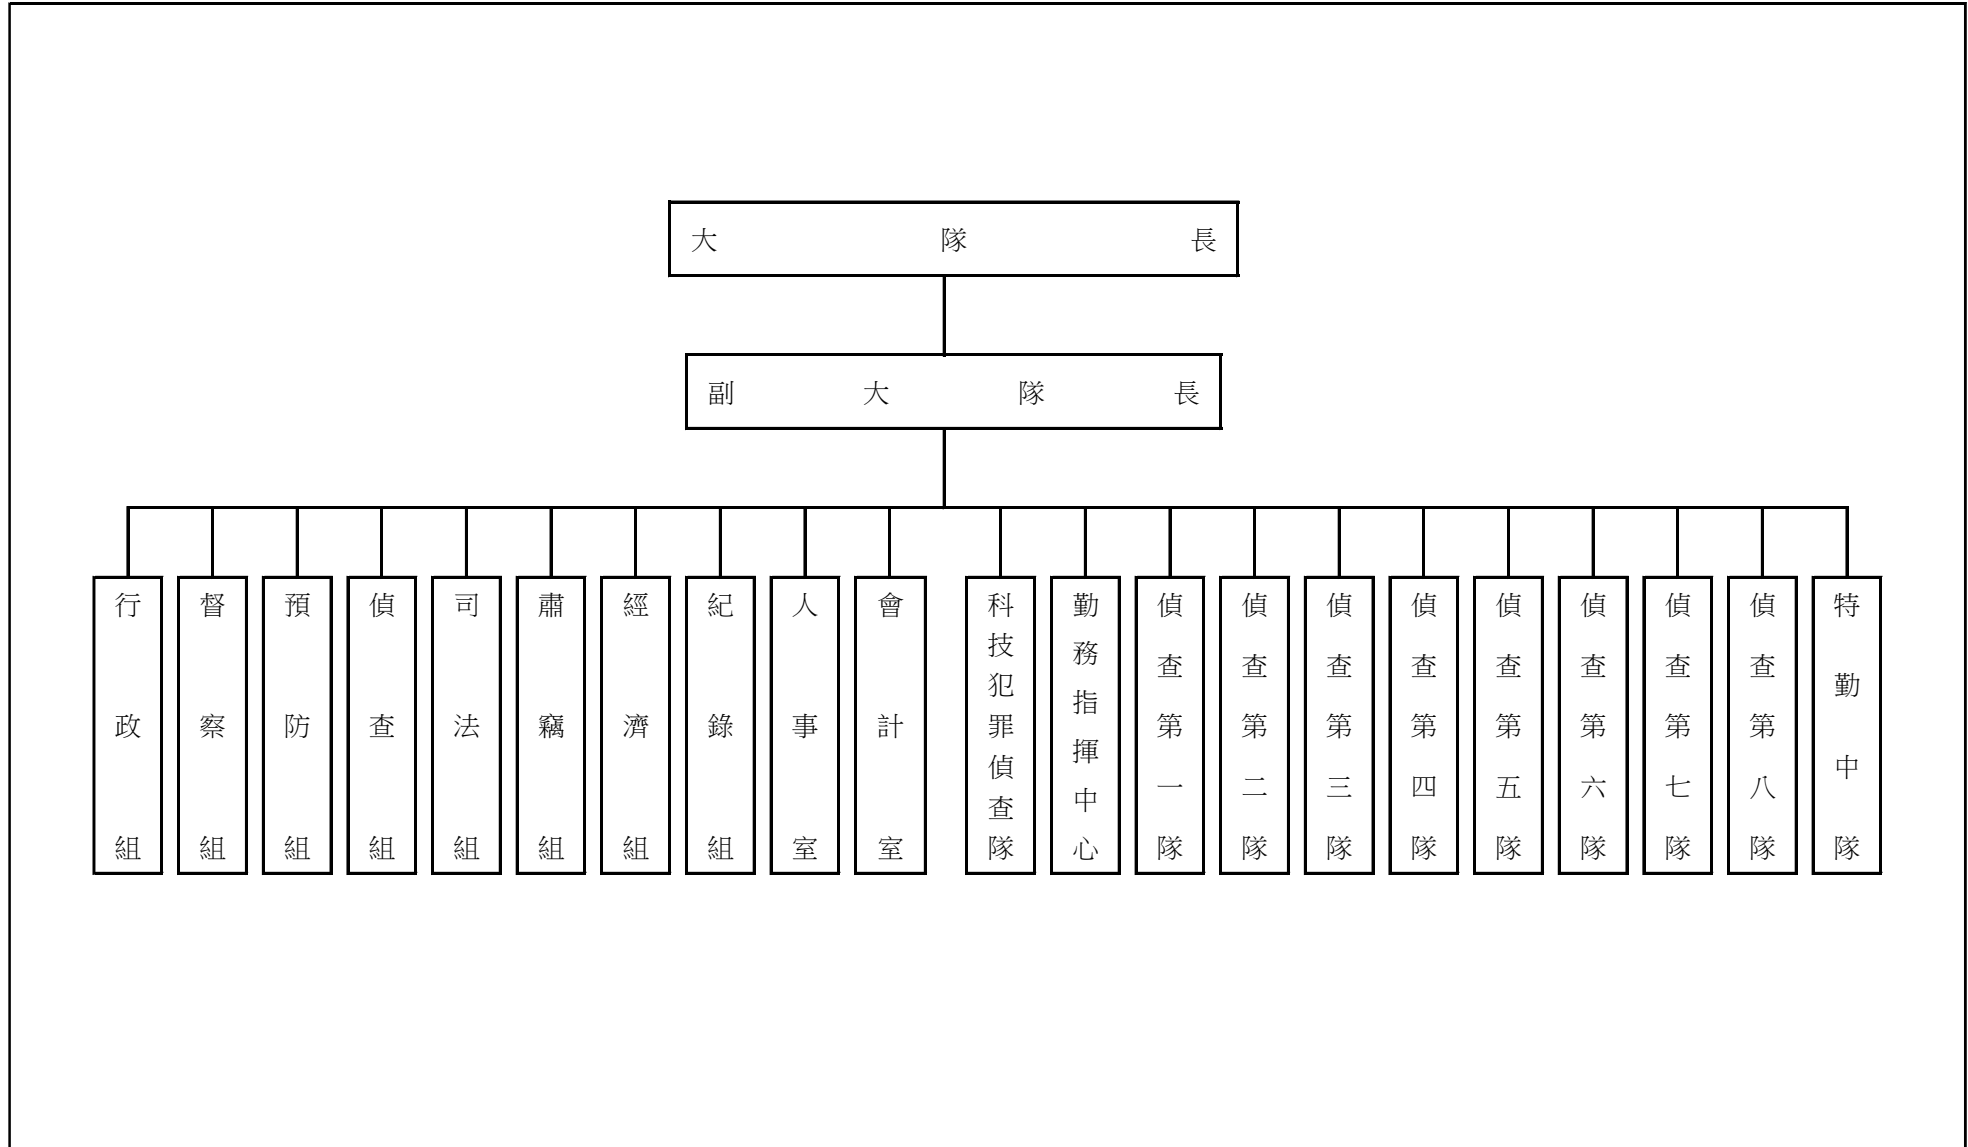 大隊長
副大隊長
行政組
督察組
預防組
偵查組
司法組
肅竊組
經濟組
紀錄組
人事室
會計室
科技犯罪偵查隊
勤務指揮中心
偵查第一隊
偵查第二隊
偵查第三隊
偵查第四隊
偵查第五隊
偵查第六隊
偵查第七隊
偵查第八隊
特勤中隊